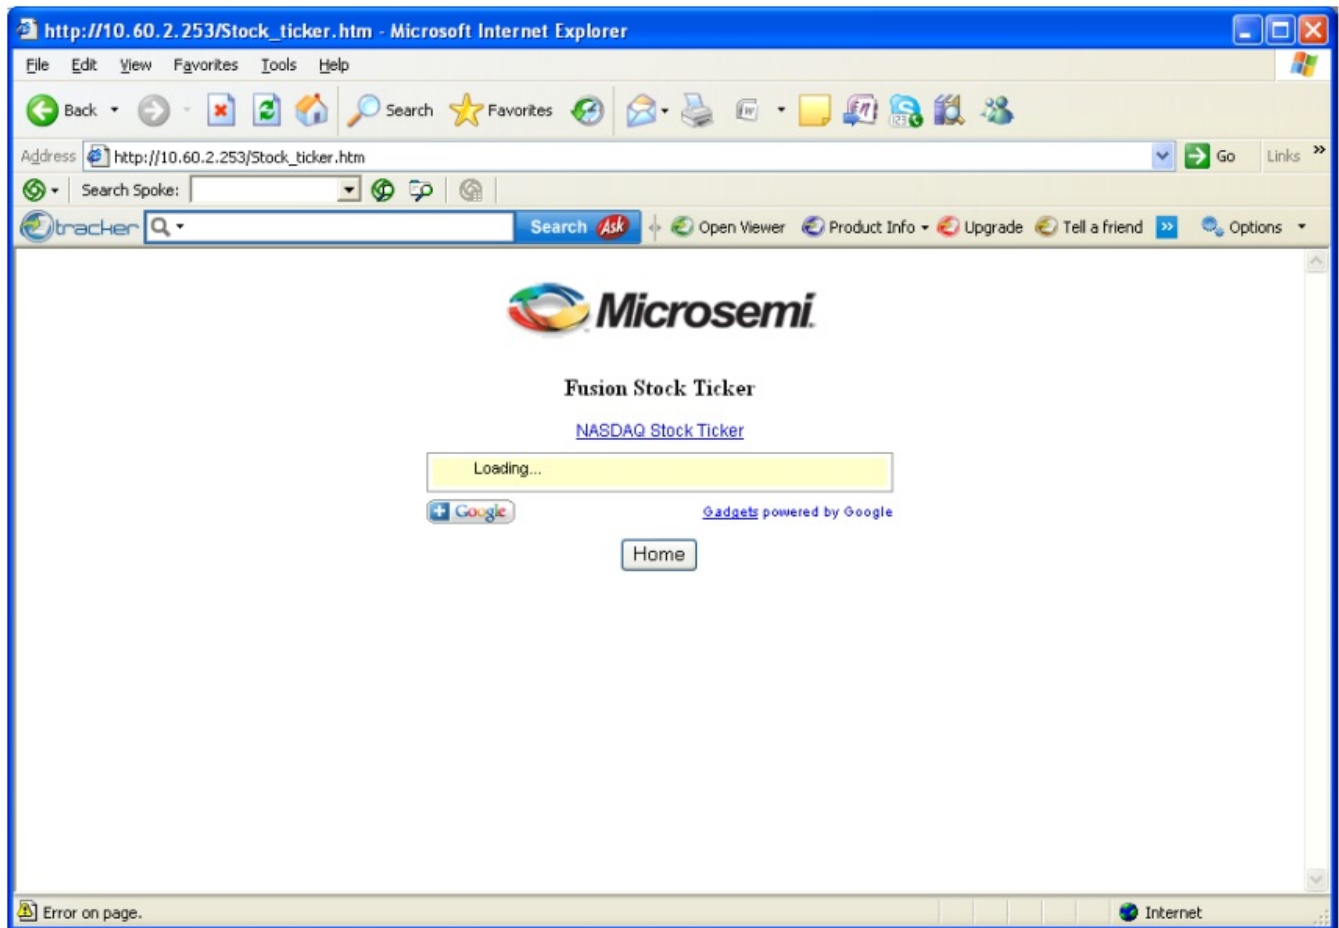 http://10.60.2.253/Stock_ticker.htm - Microsoft Internet Explorer
File Edit View Favorites Tools Help
Back Search Favorites
Address http://10.60.2.253/Stock_ticker.htm Go Links »
Search Spoke:
etracker Search Ask Open Viewer Product Info Upgrade Tell a friend » Options
Microsemi
Fusion Stock Ticker
NASDAQ Stock Ticker
Loading...
+ Google Gadgets powered by Google
Home
Error on page. Internet